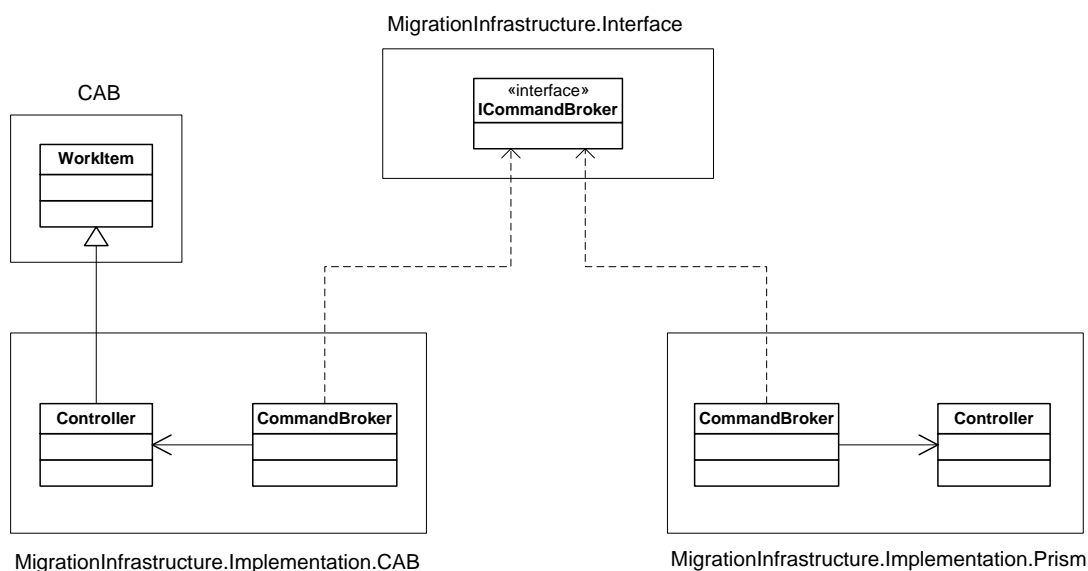 MigrationInfrastructure.Interface
«interface»
ICommandBroker
CAB
WorkItem
Controller
CommandBroker
CommandBroker
Controller
MigrationInfrastructure.Implementation.CAB
MigrationInfrastructure.Implementation.Prism